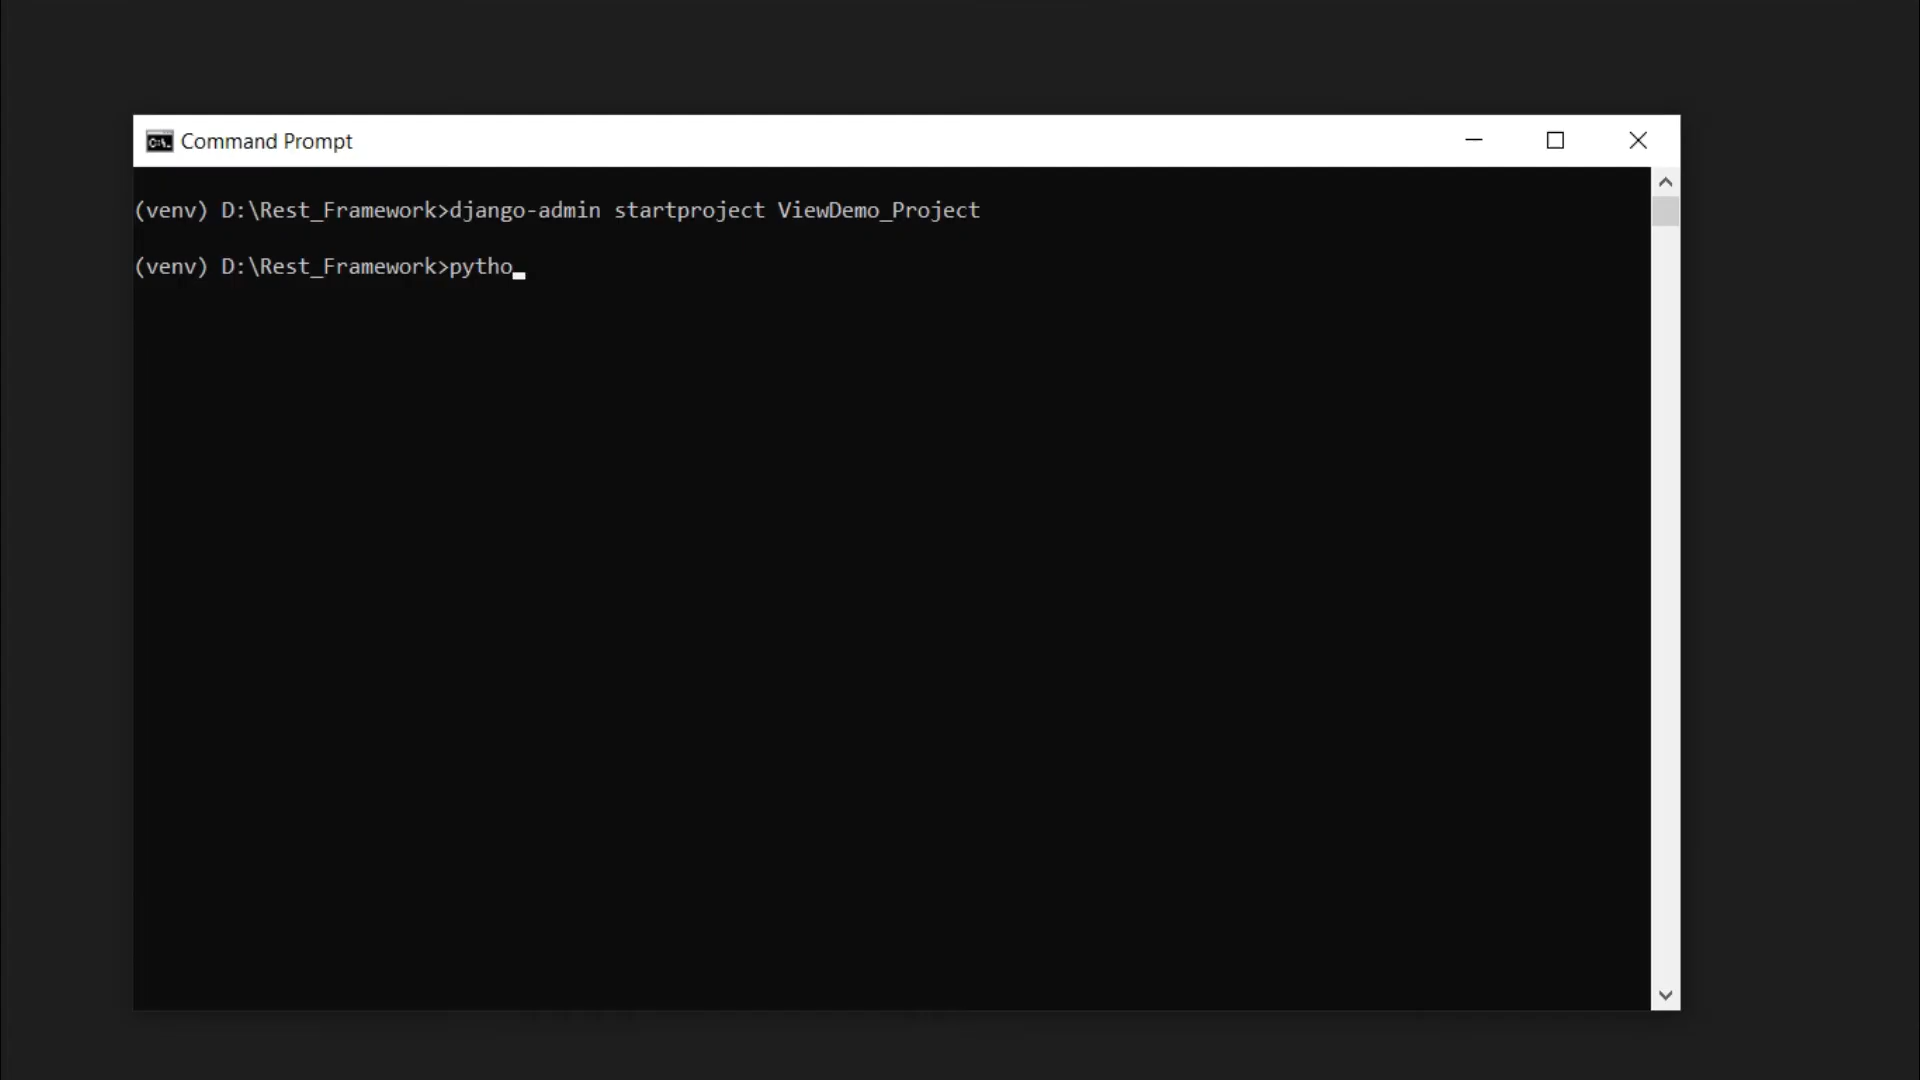 Command Prompt
(venv) D:\Rest_Framework>django-admin startproject ViewDemo_Project
(venv) D:\Rest_Framework>pytho